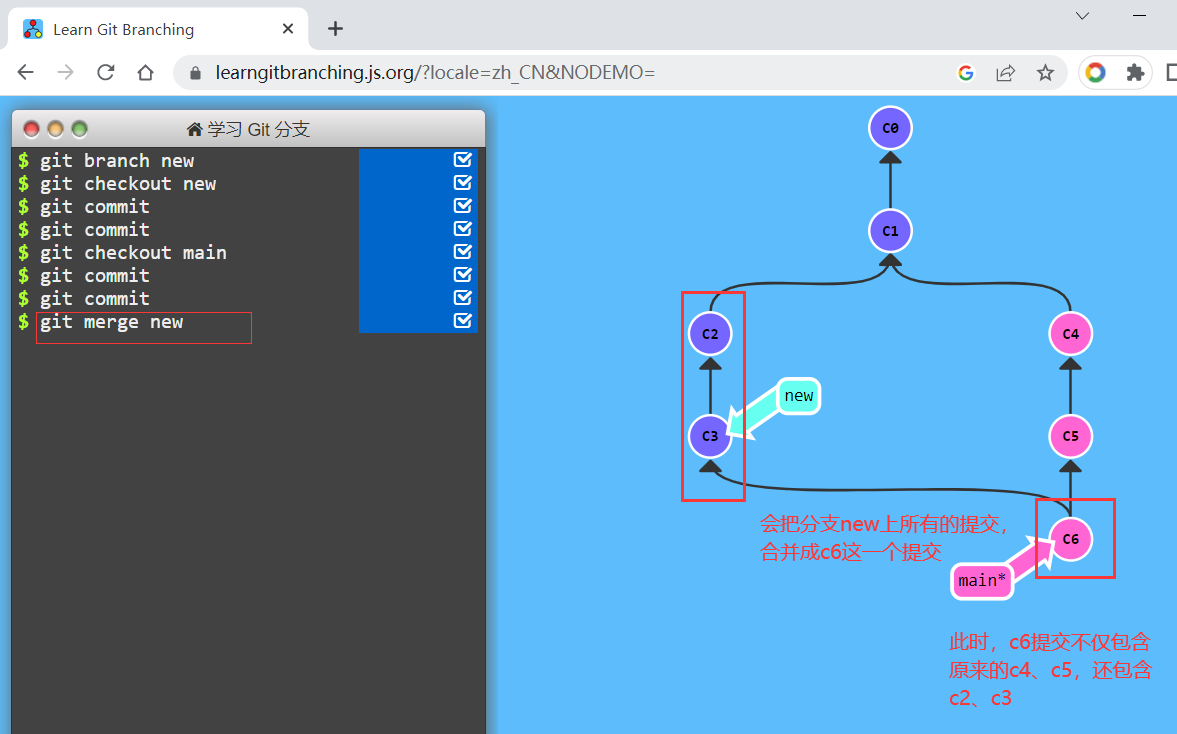 Learn Git Branching
learngitbranching.js.org/?locale=zh_CN&NODEMO=
学习 Git 分支
$ git branch new
$ git checkout new
$ git commit
$ git commit
$ git checkout main
$ git commit
$ git commit
$ git merge new
C0
C1
C2
C4
new
C3
C5
会把分支new上所有的提交，
合并成c6这一个提交
C6
main*
此时，c6提交不仅包含
原来的c4、c5，还包含
c2、c3